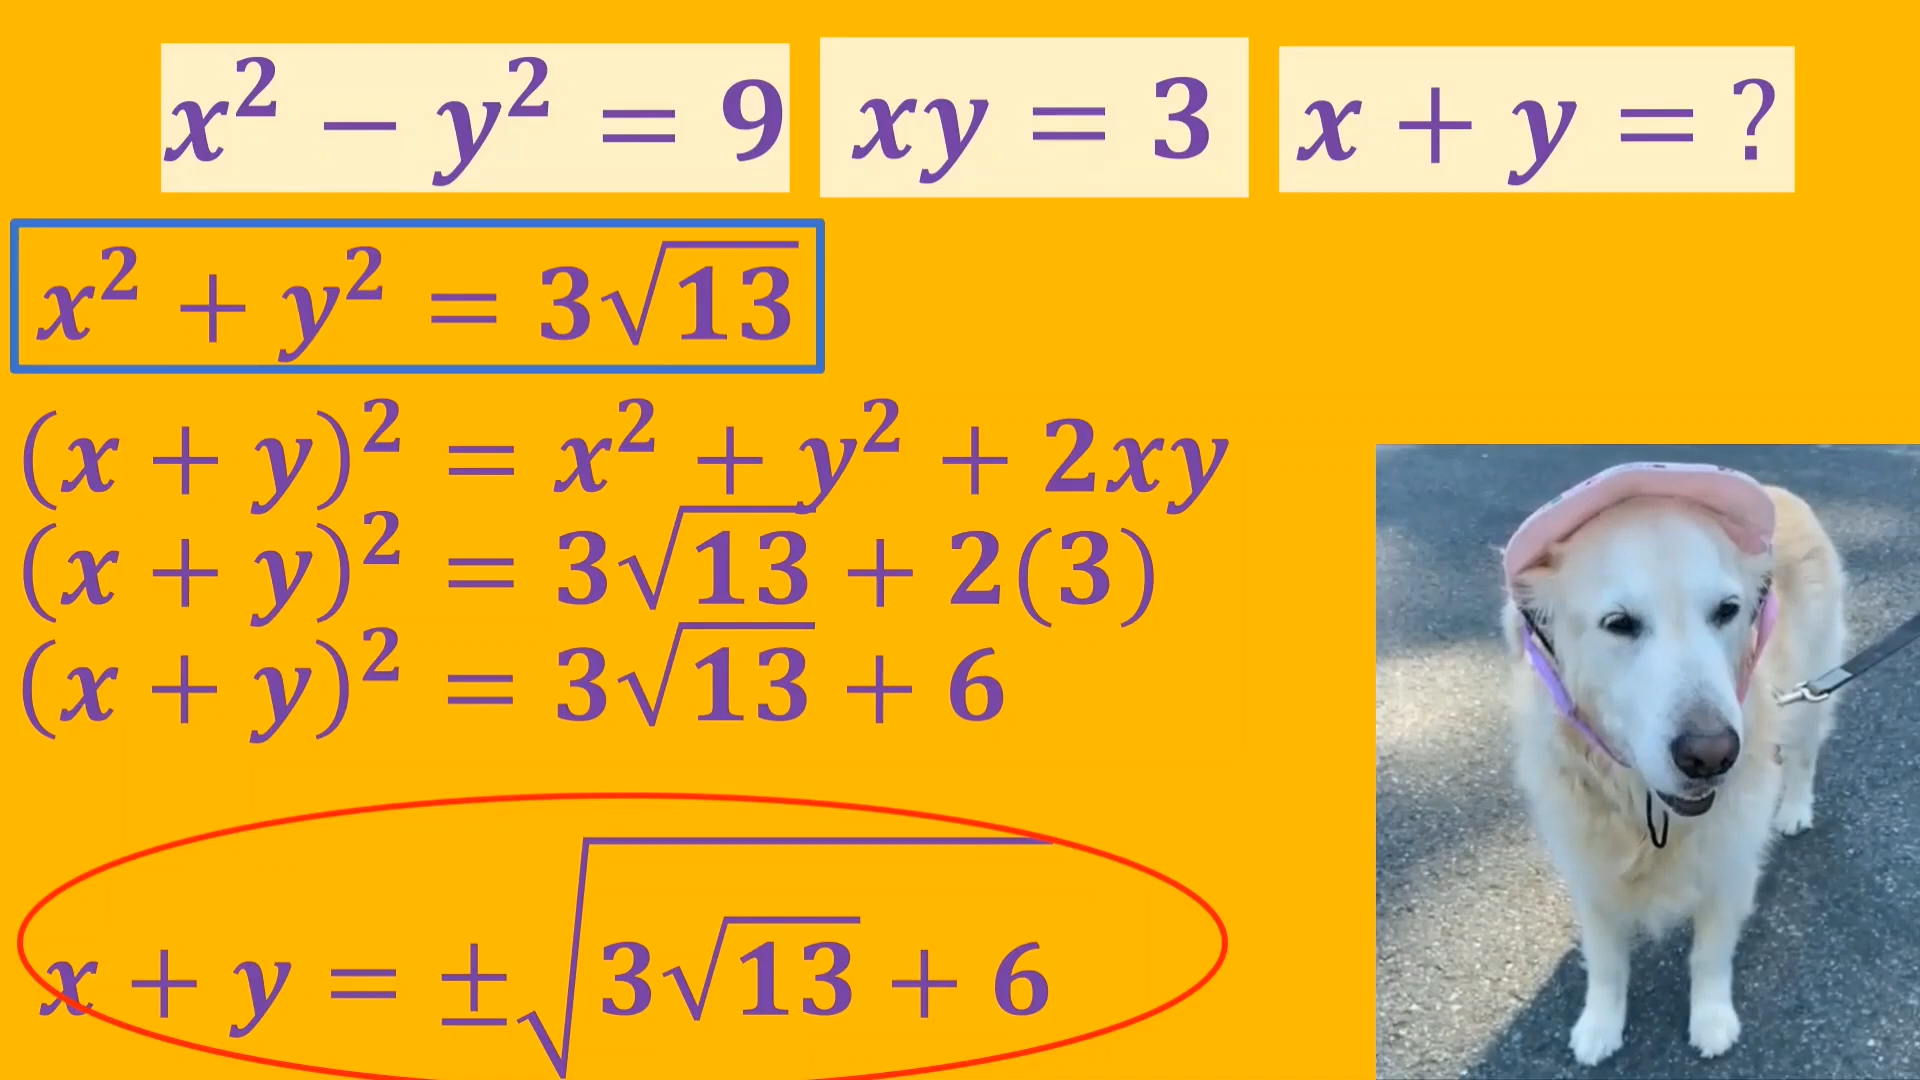 x² − y² = 9 xy = 3 x + y = ?
x² + y² = 3√13
(x + y)² = x² + y² + 2xy
(x + y)² = 3√13 + 2(3)
(x + y)² = 3√13 + 6
x + y = ±√(3√13 + 6)